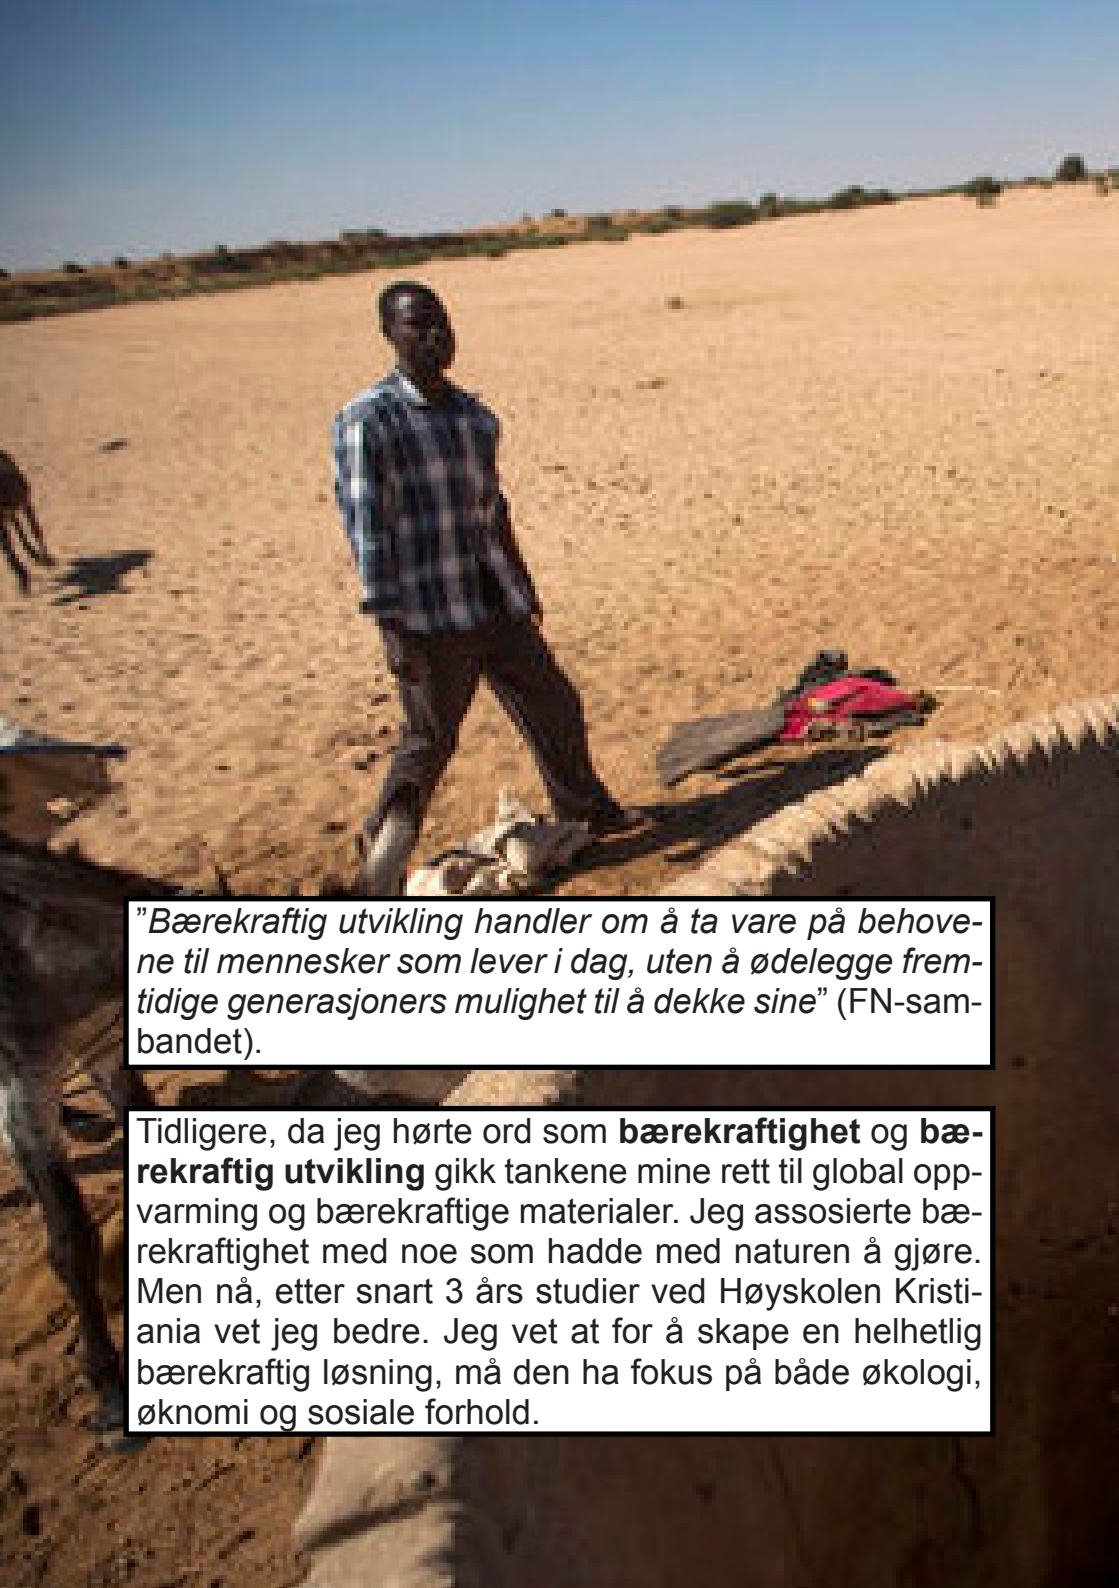 ”Bærekraftig utvikling handler om å ta vare på behove-
ne til mennesker som lever i dag, uten å ødelegge frem-
tidige generasjoners mulighet til å dekke sine” (FN-sam-
bandet).
Tidligere, da jeg hørte ord som bærekraftighet og bæ-
rekraftig utvikling gikk tankene mine rett til global opp-
varming og bærekraftige materialer. Jeg assosierte bæ-
rekraftighet med noe som hadde med naturen å gjøre.
Men nå, etter snart 3 års studier ved Høyskolen Kristi-
ania vet jeg bedre. Jeg vet at for å skape en helhetlig
bærekraftig løsning, må den ha fokus på både økologi,
øknomi og sosiale forhold.